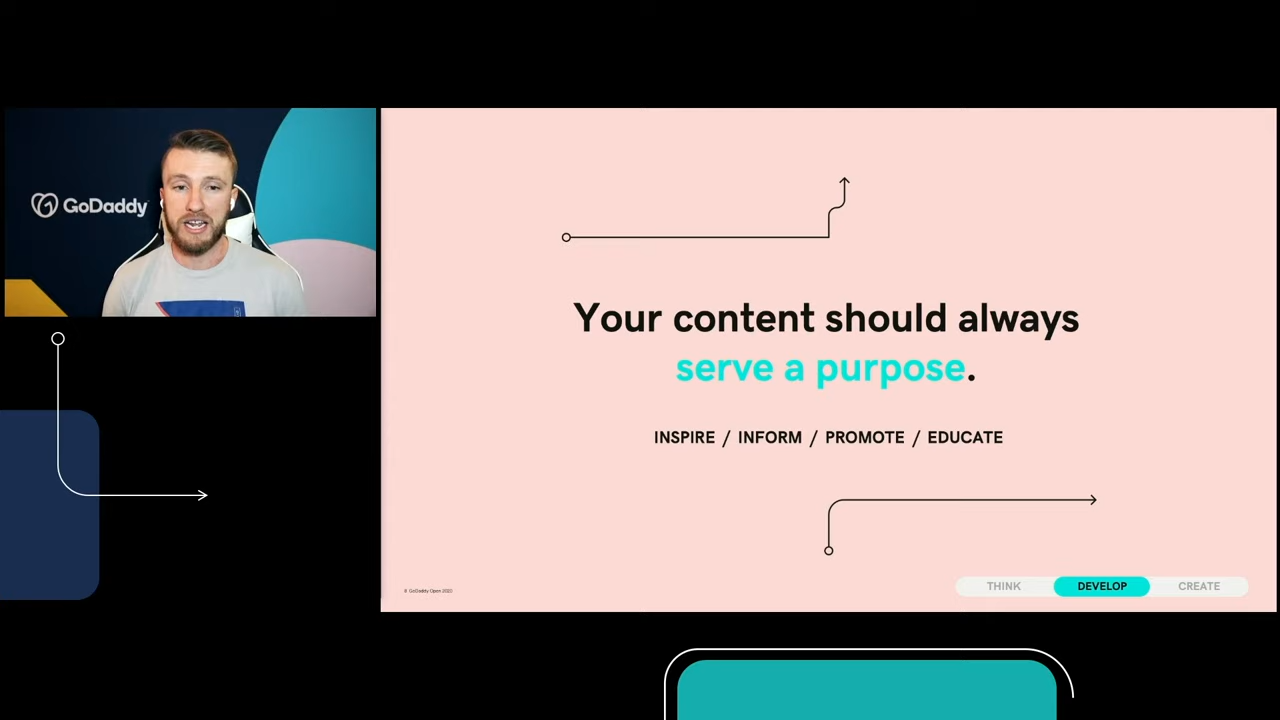 GoDaddy
Your content should always
serve a purpose.
INSPIRE / INFORM / PROMOTE / EDUCATE
THINK DEVELOP CREATE